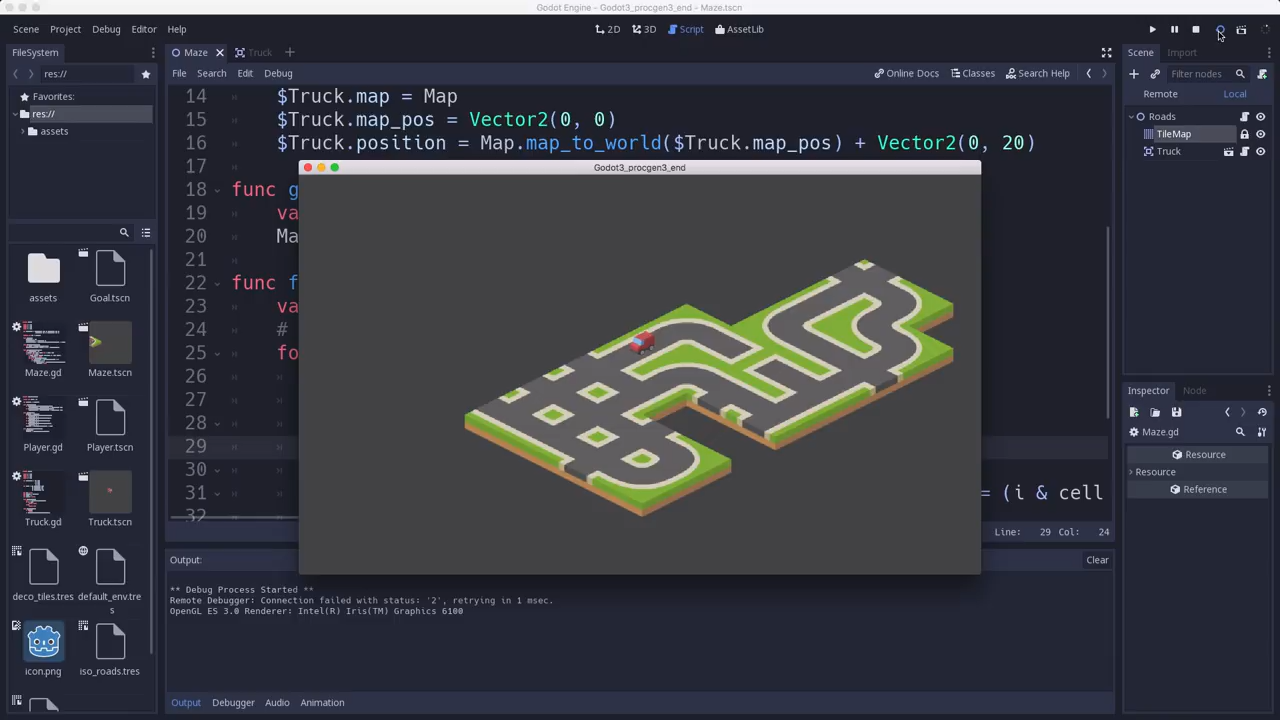 Godot Engine - Godot3_procgen3_end - Maze.tscn
Scene Project Debug Editor Help
2D 3D Script AssetLib
FileSystem
Maze
Truck
Scene Import
res://
File Search Edit Debug
Online Docs Classes Search Help
Filter nodes
Favorites:
res://
assets
Remote Local
Roads
TileMap
Truck
14 $Truck.map = Map
15 $Truck.map_pos = Vector2(0, 0)
16 $Truck.position = Map.map_to_world($Truck.map_pos) + Vector2(0, 20)
17
18 func g
19 va
20 Ma
21
22 func f
23 va
24 #
25 fo
26
27
28
29
30
31 = (i & cell
32
Godot3_procgen3_end
assets
Goal.tscn
Maze.gd
Maze.tscn
Player.gd
Player.tscn
Truck.gd
Truck.tscn
deco_tiles.tres
default_env.tres
icon.png
iso_roads.tres
Line: 29 Col: 24
Output:
Clear
** Debug Process Started **
Remote Debugger: Connection failed with status: '2', retrying in 1 msec.
OpenGL ES 3.0 Renderer: Intel(R) Iris(TM) Graphics 6100
Output Debugger Audio Animation
Inspector Node
Maze.gd
Resource
Resource
Reference